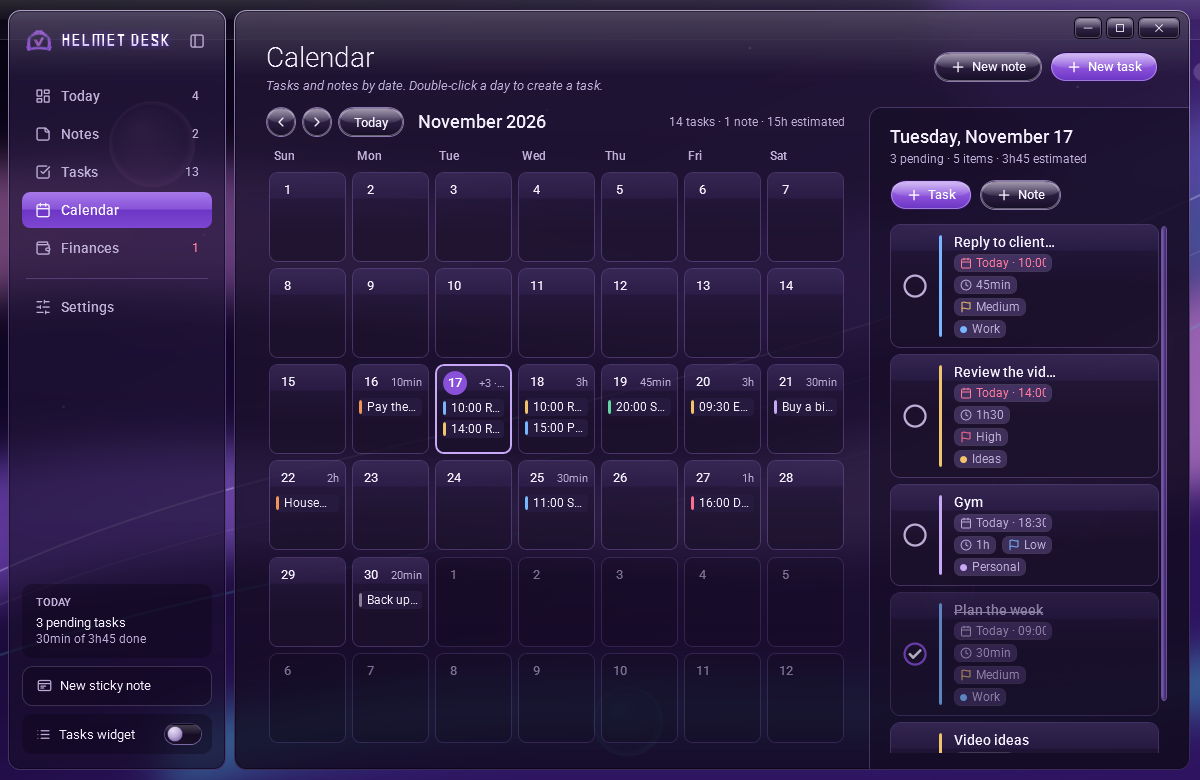 HELMET DESK
Today 4
Notes 2
Tasks 13
Calendar
Finances 1
Settings
TODAY
3 pending tasks
30min of 3h45 done
New sticky note
Tasks widget
Calendar
Tasks and notes by date. Double-click a day to create a task.
New note
New task
Today
November 2026
14 tasks · 1 note · 15h estimated
Sun Mon Tue Wed Thu Fri Sat
1 2 3 4 5 6 7
8 9 10 11 12 13 14
15
16 10min
Pay the...
17 +3 ·...
10:00 R...
14:00 R...
18 3h
10:00 R...
15:00 P...
19 45min
20:00 S...
20 3h
09:30 E...
21 30min
Buy a bi...
22 2h
House...
23
24
25 30min
11:00 S...
26
27 1h
16:00 D...
28
29
30 20min
Back up...
1 2 3 4 5
6 7 8 9 10 11 12
Tuesday, November 17
3 pending · 5 items · 3h45 estimated
Task
Note
Reply to client...
Today · 10:00
45min
Medium
Work
Review the vid...
Today · 14:00
1h30
High
Ideas
Gym
Today · 18:30
1h
Low
Personal
Plan the week
Today · 09:00
30min
Medium
Work
Video ideas